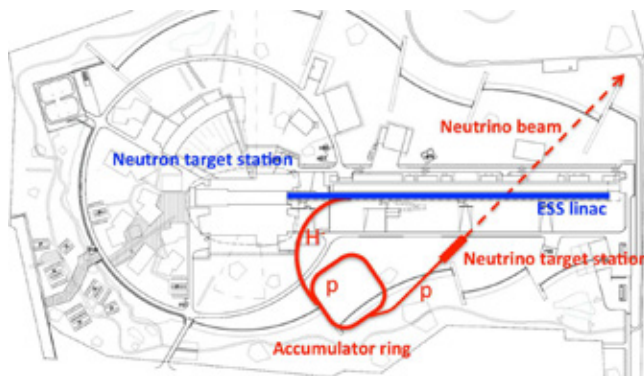 Neutrino beam
Neutron target station
ESS linac
H
Neutrino target station
p
p
Accumulator ring